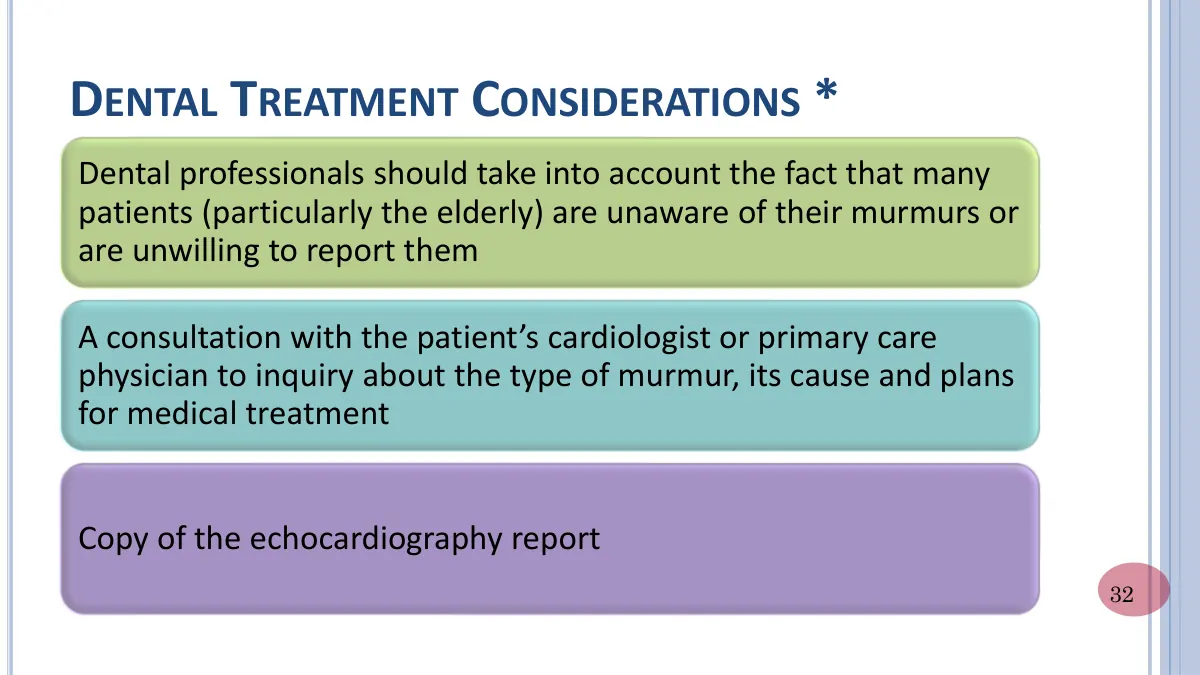 DENTAL TREATMENT CONSIDERATIONS *
Dental professionals should take into account the fact that many
patients (particularly the elderly) are unaware of their murmurs or
are unwilling to report them
A consultation with the patient’s cardiologist or primary care
physician to inquiry about the type of murmur, its cause and plans
for medical treatment
Copy of the echocardiography report
32